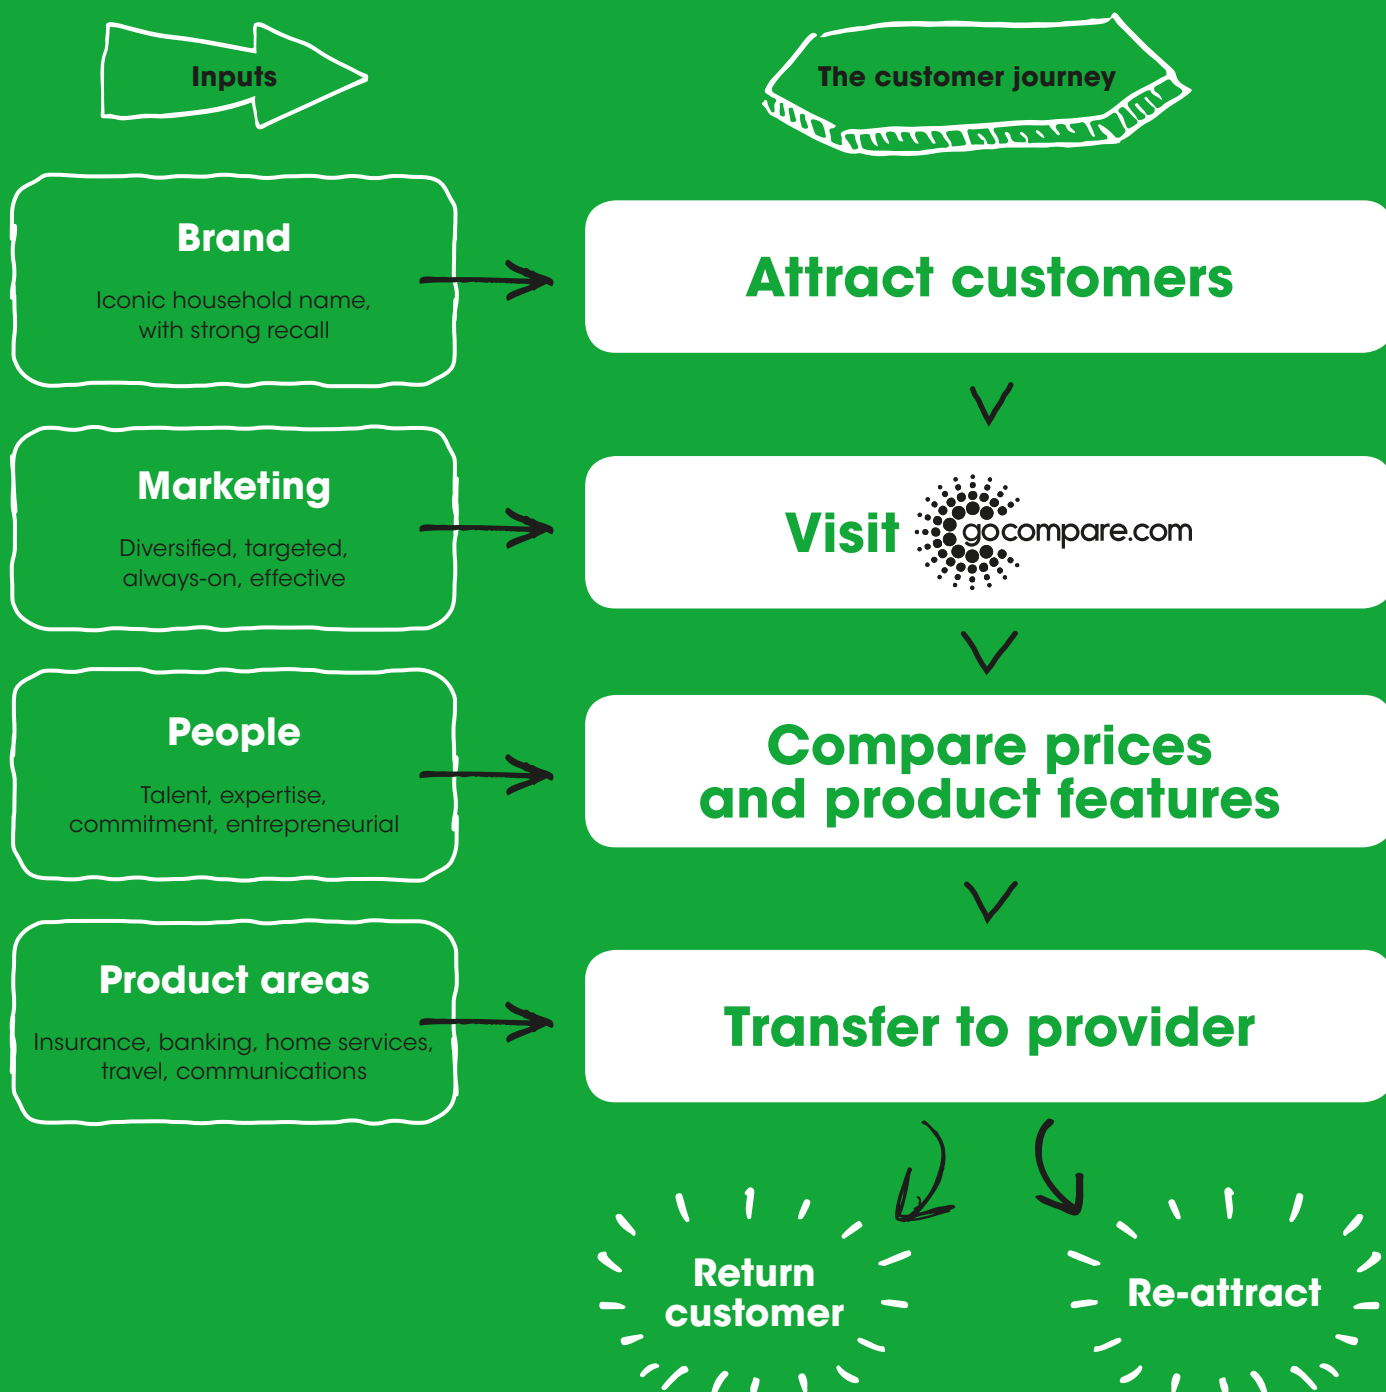 Inputs
The customer journey
Brand
Iconic household name,
with strong recall
Attract customers
Marketing
Diversified, targeted,
always-on, effective
Visit gocompare.com
People
Talent, expertise,
commitment, entrepreneurial
Compare prices
and product features
Product areas
Insurance, banking, home services,
travel, communications
Transfer to provider
Return
customer
Re-attract